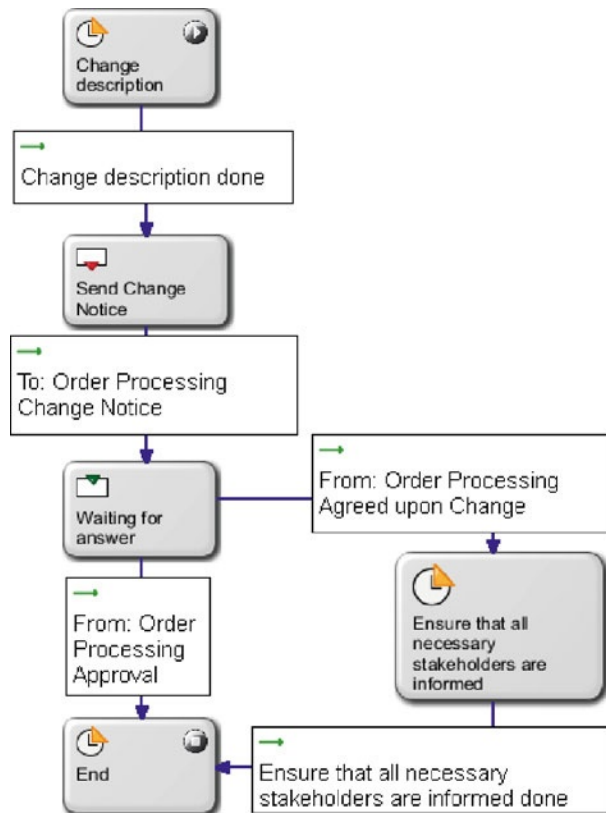 Change
description
Change description done
Send Change
Notice
To: Order Processing
Change Notice
Waiting for
answer
From: Order Processing
Agreed upon Change
From: Order
Processing
Approval
Ensure that all
necessary
stakeholders are
informed
End
Ensure that all necessary
stakeholders are informed done